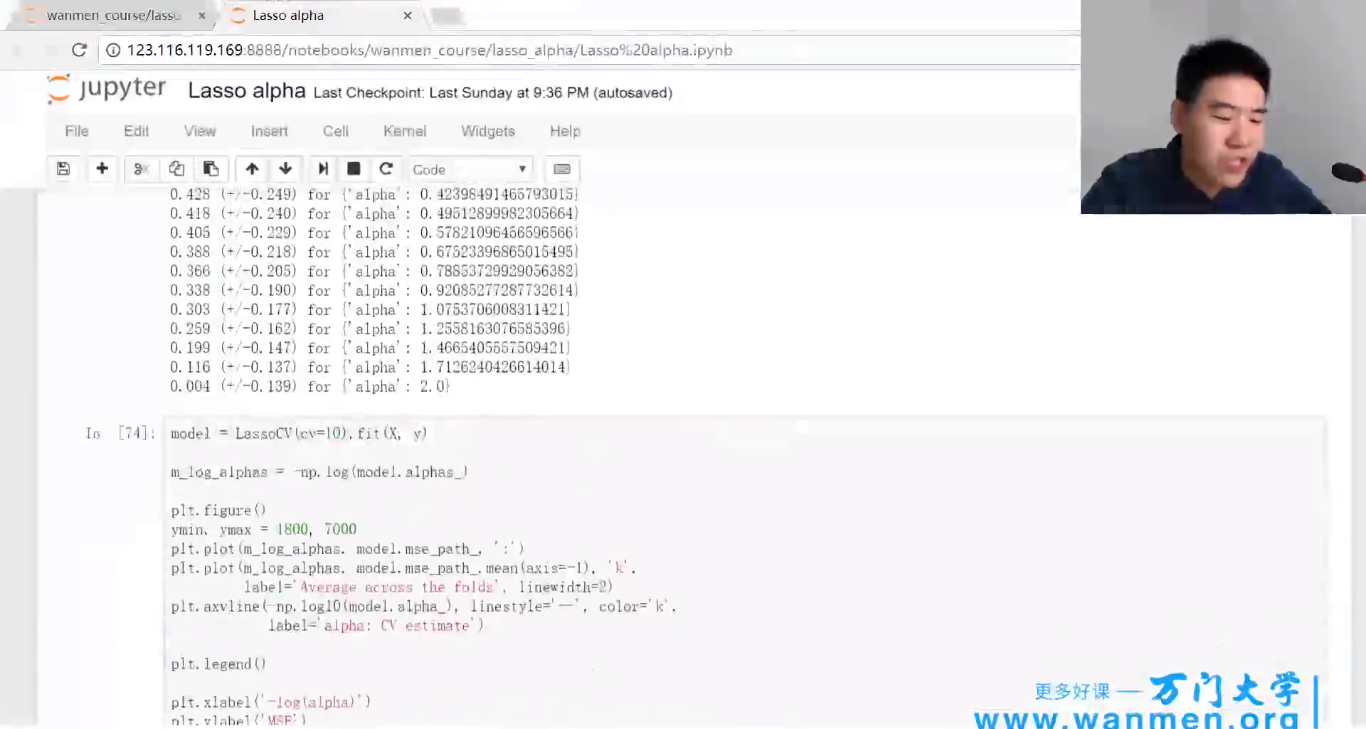 wanmen_course/lasso
Lasso alpha
123.116.119.169:8888/notebooks/wanmen_course/lasso_alpha/Lasso%20alpha.ipynb
jupyter Lasso alpha Last Checkpoint: Last Sunday at 9:36 PM (autosaved)
File Edit View Insert Cell Kernel Widgets Help
Code
0.428 (+/-0.249) for {'alpha': 0.42398491465793015}
0.418 (+/-0.240) for {'alpha': 0.49512899982305664}
0.405 (+/-0.229) for {'alpha': 0.57821096456596566}
0.388 (+/-0.218) for {'alpha': 0.67523396865015495}
0.366 (+/-0.205) for {'alpha': 0.78853729929056382}
0.338 (+/-0.190) for {'alpha': 0.92085277287732614}
0.303 (+/-0.177) for {'alpha': 1.0753706008311421}
0.259 (+/-0.162) for {'alpha': 1.2558163076585396}
0.199 (+/-0.147) for {'alpha': 1.4665405557509421}
0.116 (+/-0.137) for {'alpha': 1.7126240426614014}
0.004 (+/-0.139) for {'alpha': 2.0}
In [74]: model = LassoCV(cv=10).fit(X, y)
m_log_alphas = -np.log(model.alphas_)
plt.figure()
ymin, ymax = 1800, 7000
plt.plot(m_log_alphas, model.mse_path_, ':')
plt.plot(m_log_alphas, model.mse_path_.mean(axis=-1), 'k',
label='Average across the folds', linewidth=2)
plt.axvline(-np.log10(model.alpha_), linestyle='--', color='k',
label='alpha: CV estimate')
plt.legend()
plt.xlabel('-log(alpha)')
plt.ylabel('MSE')
更多好课 — 万门大学
www.wanmen.org